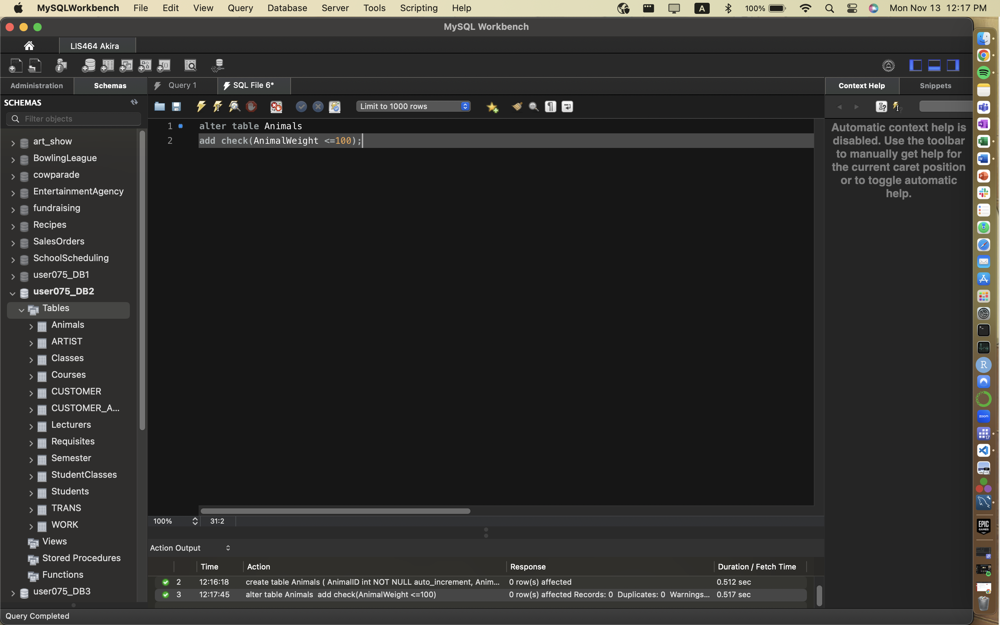 MySQLWorkbench File Edit View Query Database Server Tools Scripting Help A 100% Mon Nov 13 12:17 PM
MySQL Workbench
LIS464 Akira
Administration Schemas Query 1 SQL File 6* Context Help Snippets
SCHEMAS
Limit to 1000 rows
Filter objects
1 alter table Animals
2 add check(AnimalWeight <=100);
Automatic context help is
disabled. Use the toolbar
to manually get help for
the current caret position
or to toggle automatic
help.
art_show
BowlingLeague
cowparade
EntertainmentAgency
fundraising
Recipes
SalesOrders
SchoolScheduling
user075_DB1
user075_DB2
Tables
Animals
ARTIST
Classes
Courses
CUSTOMER
CUSTOMER_A...
Lecturers
Requisites
Semester
StudentClasses
Students
TRANS
WORK
Views
Stored Procedures
Functions
user075_DB3
100% 31:2
Action Output
Time Action Response Duration / Fetch Time
2 12:16:18 create table Animals ( AnimalID int NOT NULL auto_increment, Anim... 0 row(s) affected 0.512 sec
3 12:17:45 alter table Animals add check(AnimalWeight <=100) 0 row(s) affected Records: 0 Duplicates: 0 Warnings... 0.517 sec
Query Completed
R
zoom
17
EPIC
GAMES